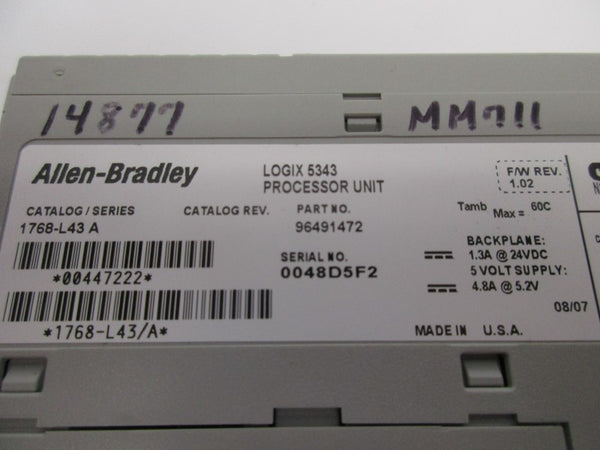 14877 MM711
Allen-Bradley
LOGIX 5343
PROCESSOR UNIT
F/W REV.
1.02
CATALOG / SERIES
1768-L43 A
CATALOG REV.
PART NO.
96491472
Tamb Max = 60C
SERIAL NO.
0048D5F2
BACKPLANE:
1.3A @ 24VDC
5 VOLT SUPPLY:
4.8A @ 5.2V
*00447222*
*1768-L43/A*
08/07
MADE IN U.S.A.